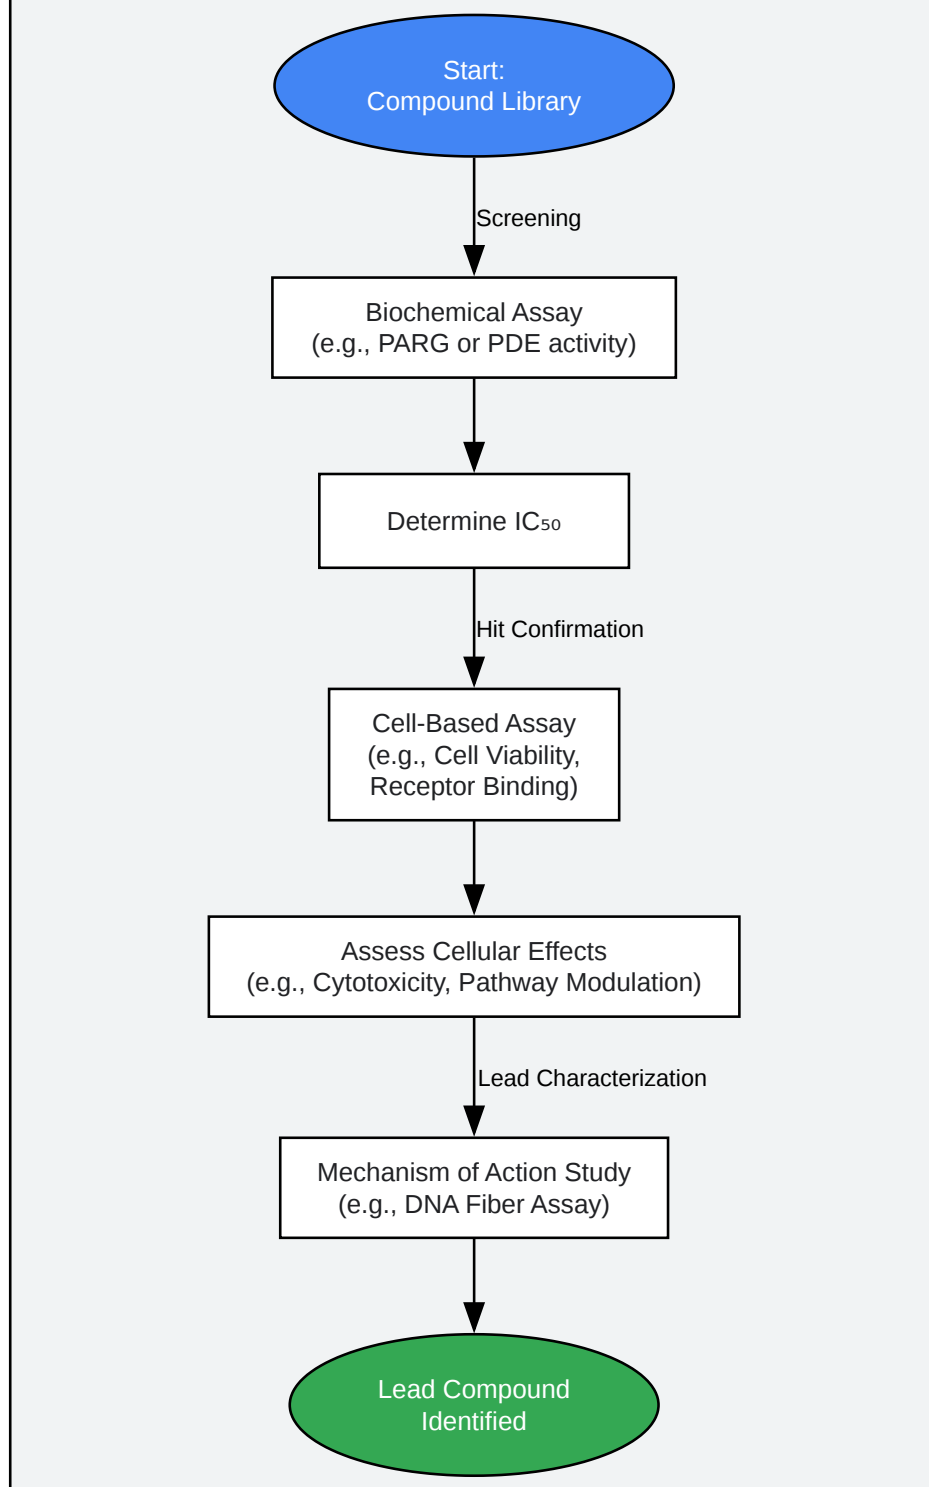 Start:
Compound Library
Screening
Biochemical Assay
(e.g., PARG or PDE activity)
Determine IC₅₀
Hit Confirmation
Cell-Based Assay
(e.g., Cell Viability,
Receptor Binding)
Assess Cellular Effects
(e.g., Cytotoxicity, Pathway Modulation)
Lead Characterization
Mechanism of Action Study
(e.g., DNA Fiber Assay)
Lead Compound
Identified